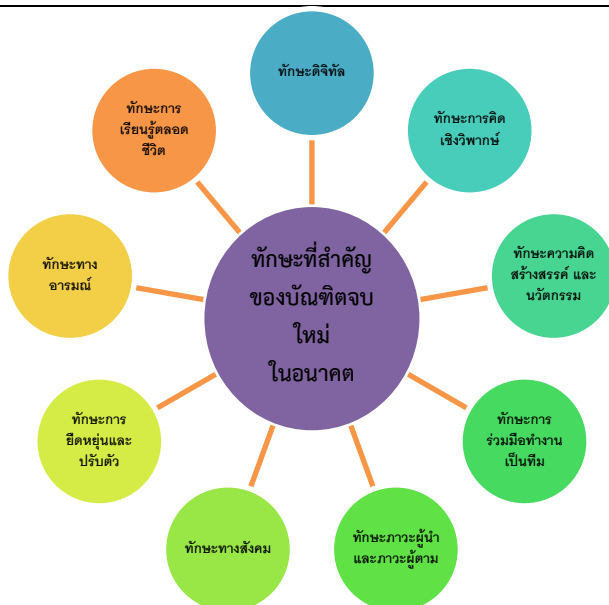 ทักษะดิจิทัล
ทักษะการคิด
เชิงวิพากษ์
ทักษะความคิด
สร้างสรรค์ และ
นวัตกรรม
ทักษะการ
ร่วมมือทำงาน
เป็นทีม
ทักษะภาวะผู้นำ
และภาวะผู้ตาม
ทักษะทางสังคม
ทักษะการ
ยืดหยุ่นและ
ปรับตัว
ทักษะทาง
อารมณ์
ทักษะการ
เรียนรู้ตลอด
ชีวิต
ทักษะที่สำคัญ
ของบัณฑิตจบ
ใหม่
ในอนาคต